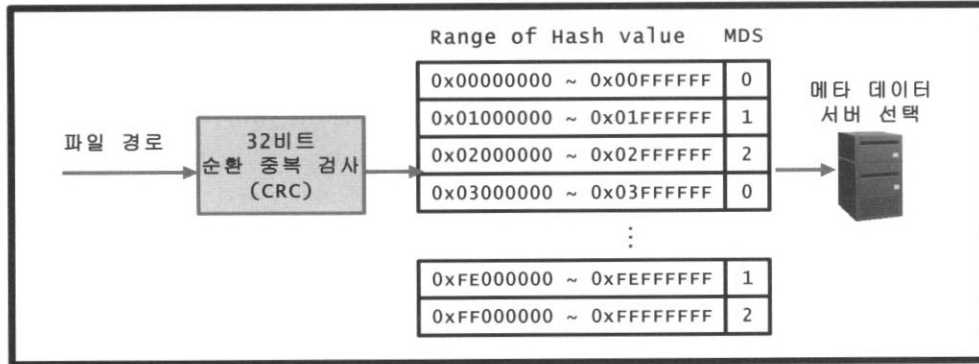 Range of Hash value MDS
0x00000000 ~ 0x00FFFFFF 0
0x01000000 ~ 0x01FFFFFF 1
0x02000000 ~ 0x02FFFFFF 2
0x03000000 ~ 0x03FFFFFF 0
⋮
0xFE000000 ~ 0xFEFFFFFF 1
0xFF000000 ~ 0xFFFFFFFF 2
파일 경로
32비트
순환 중복 검사
(CRC)
메타 데이터
서버 선택